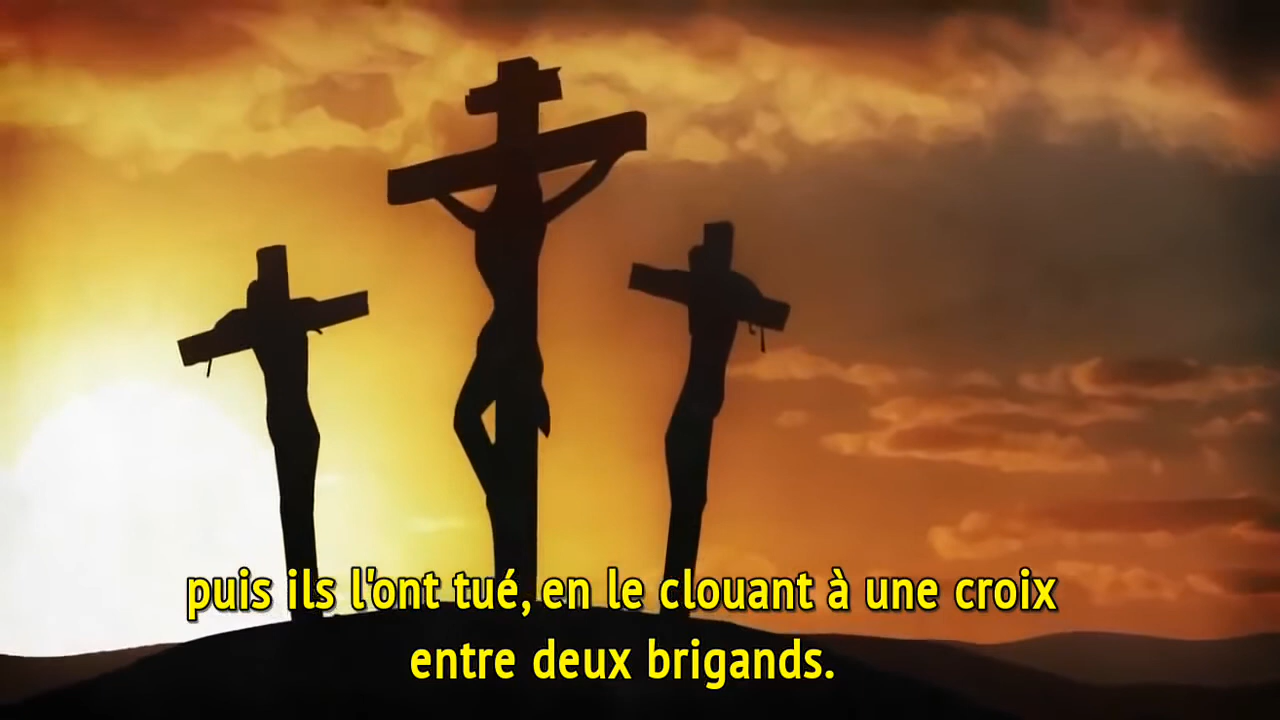 puis ils l'ont tué, en le clouant à une croix
entre deux brigands.